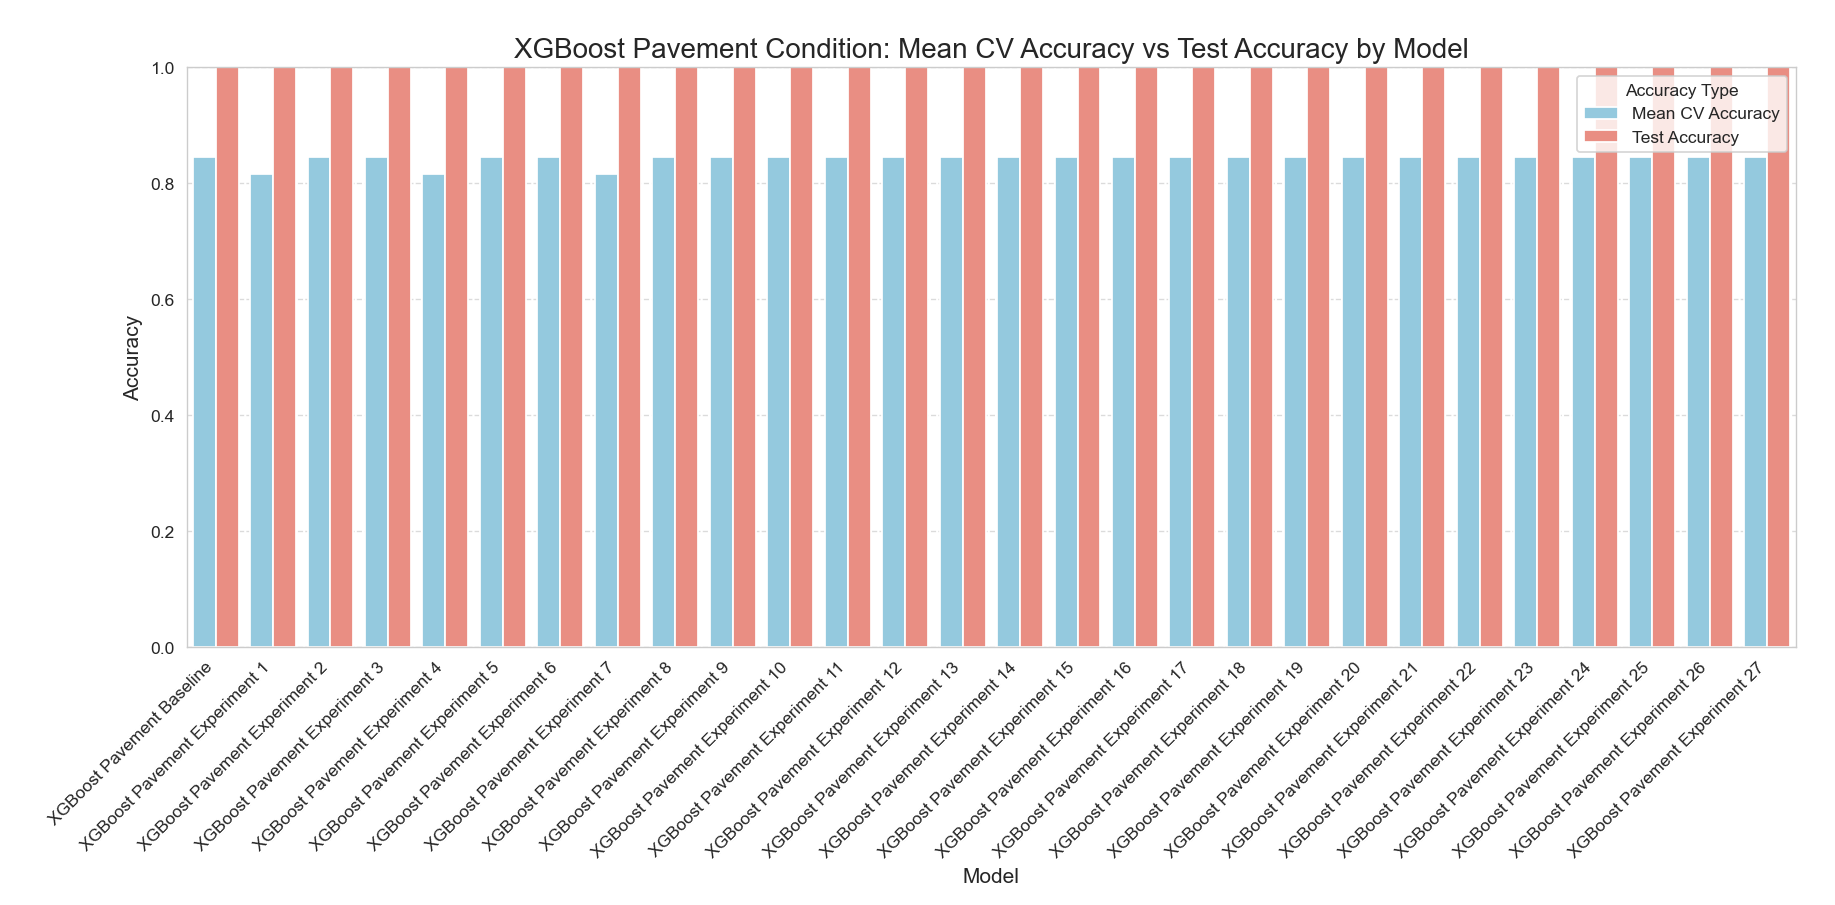 XGBoost Pavement Condition: Mean CV Accuracy vs Test Accuracy by Model
Accuracy Type
Mean CV Accuracy
Test Accuracy
Accuracy
1.0
0.8
0.6
0.4
0.2
0.0
XGBoost Pavement Baseline
XGBoost Pavement Experiment 1
XGBoost Pavement Experiment 2
XGBoost Pavement Experiment 3
XGBoost Pavement Experiment 4
XGBoost Pavement Experiment 5
XGBoost Pavement Experiment 6
XGBoost Pavement Experiment 7
XGBoost Pavement Experiment 8
XGBoost Pavement Experiment 9
XGBoost Pavement Experiment 10
XGBoost Pavement Experiment 11
XGBoost Pavement Experiment 12
XGBoost Pavement Experiment 13
XGBoost Pavement Experiment 14
XGBoost Pavement Experiment 15
XGBoost Pavement Experiment 16
XGBoost Pavement Experiment 17
XGBoost Pavement Experiment 18
XGBoost Pavement Experiment 19
XGBoost Pavement Experiment 20
XGBoost Pavement Experiment 21
XGBoost Pavement Experiment 22
XGBoost Pavement Experiment 23
XGBoost Pavement Experiment 24
XGBoost Pavement Experiment 25
XGBoost Pavement Experiment 26
XGBoost Pavement Experiment 27
Model